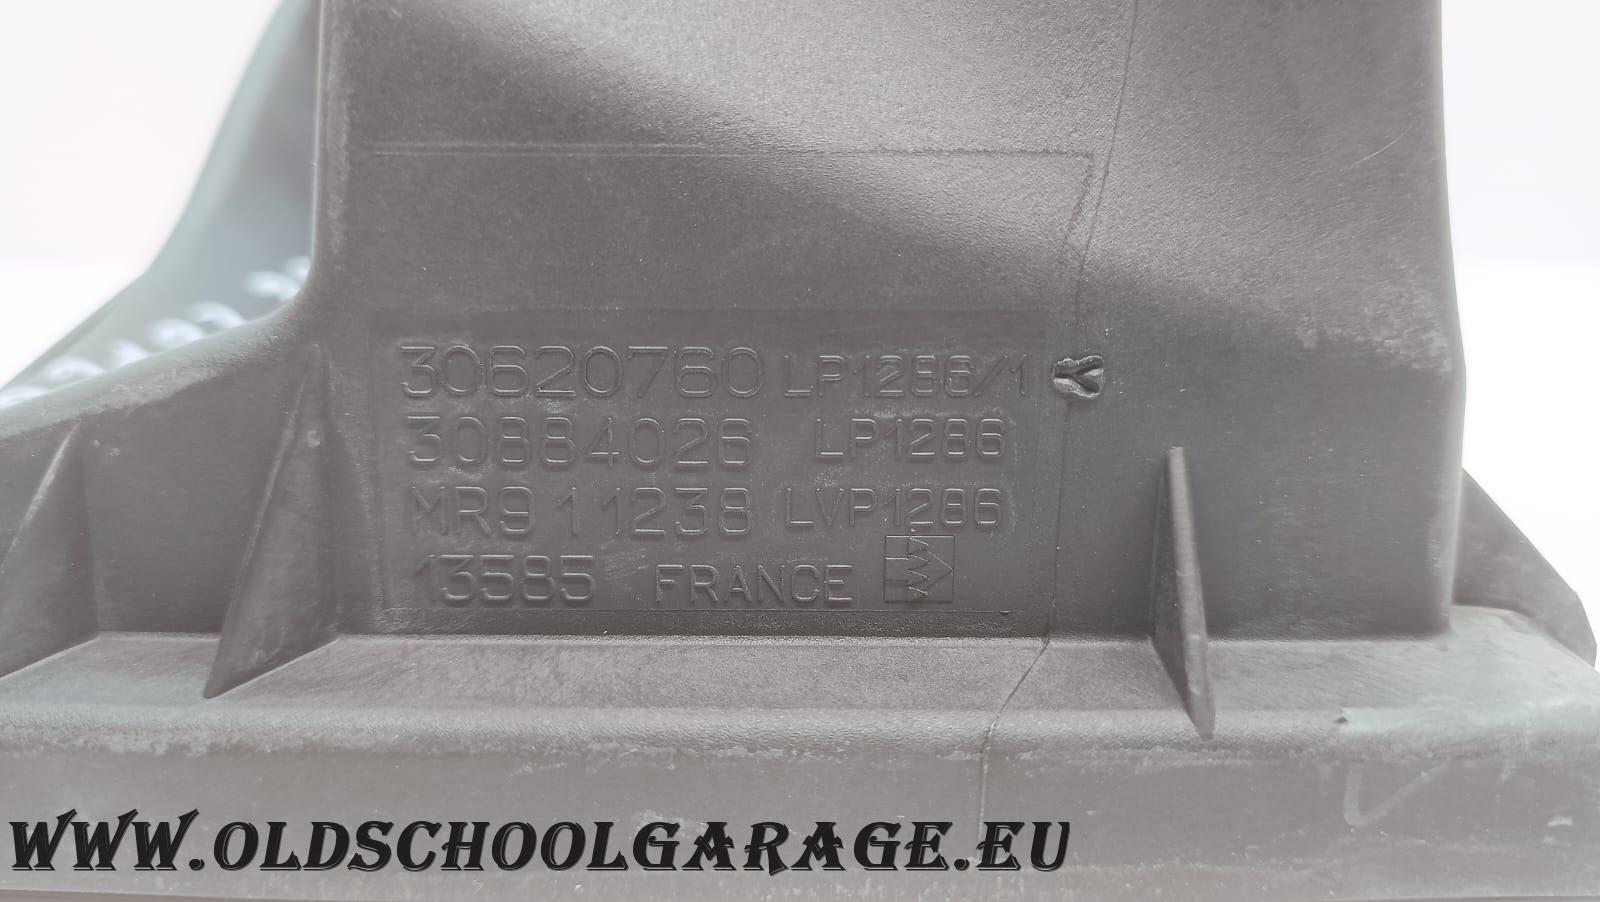 30620760 LP1286/1
30884026 LP1286
MR911238 LVP1286
13585 FRANCE
WWW.OLDSCHOOLGARAGE.EU